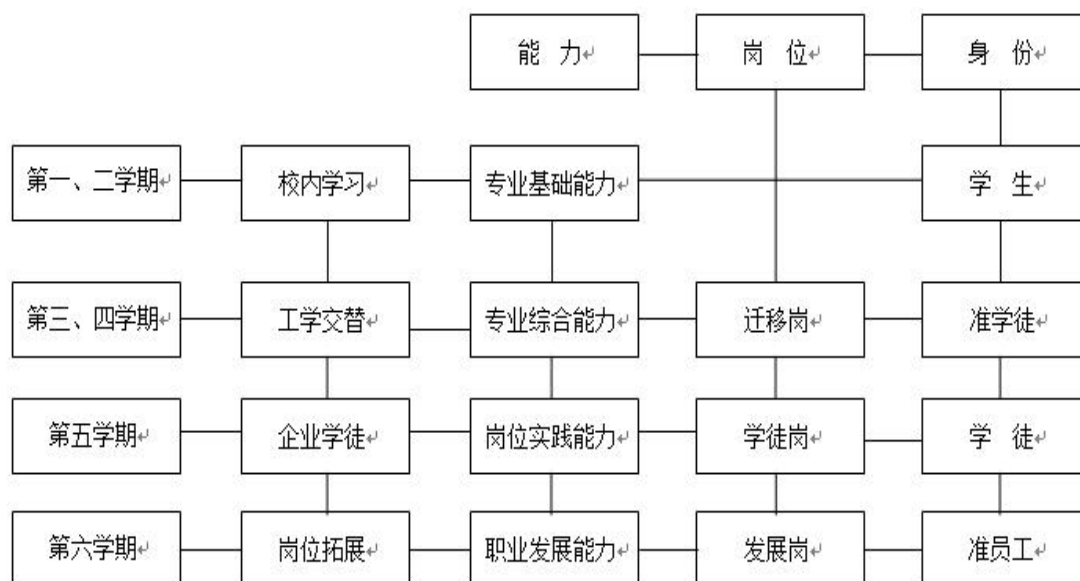 能 力
岗 位
身 份
第一、二学期
校内学习
专业基础能力
学 生
第三、四学期
工学交替
专业综合能力
迁移岗
准学徒
第五学期
企业学徒
岗位实践能力
学徒岗
学 徒
第六学期
岗位拓展
职业发展能力
发展岗
准员工